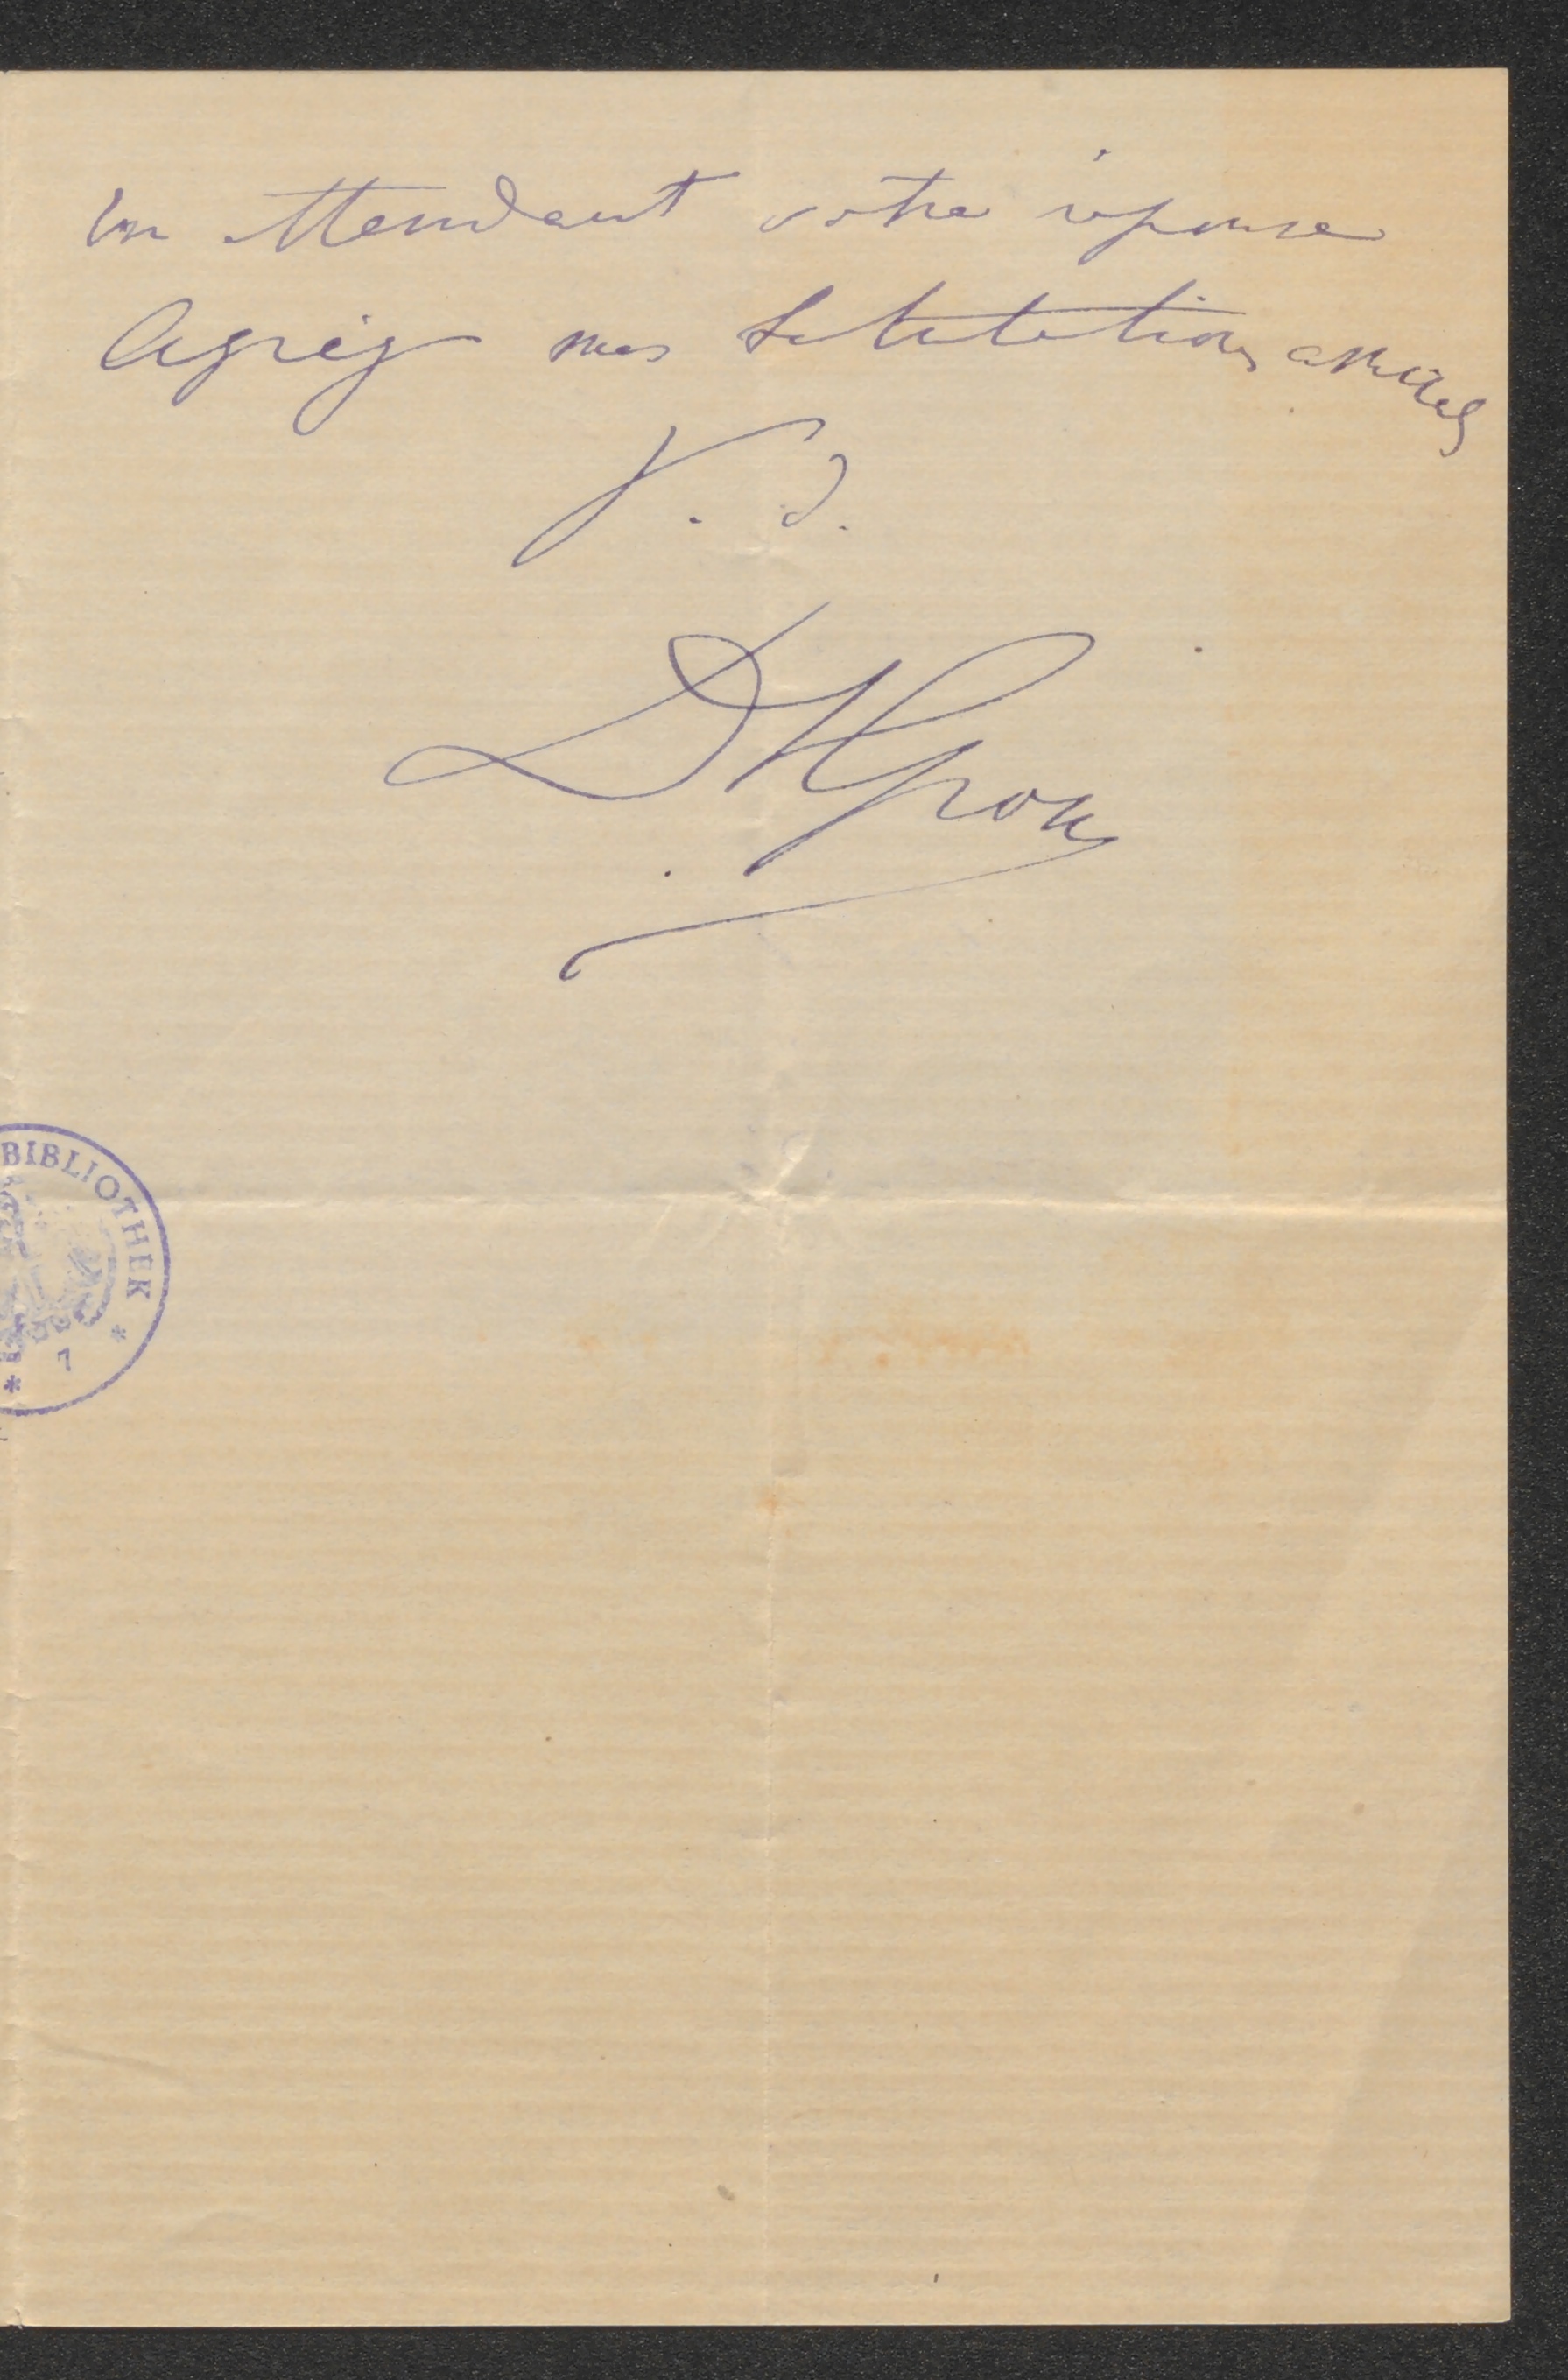 En attendant votre réponse
Agréez mes salutations amicales
V. d.
BIBLIOTHEK
* 7 *